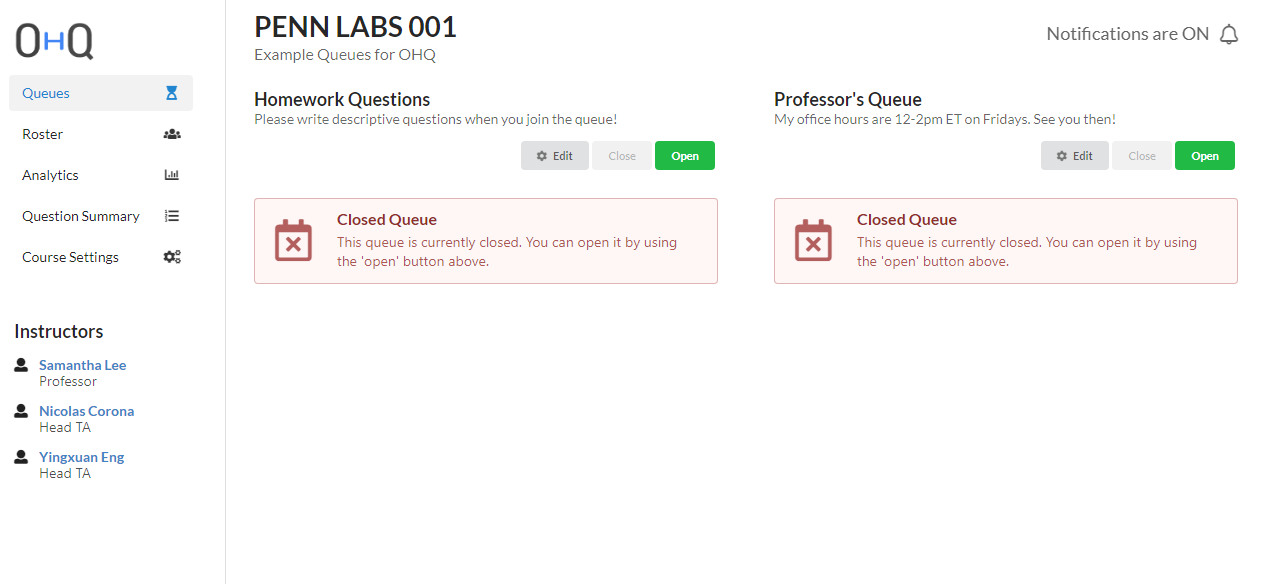 OHQ
Queues
Roster
Analytics
Question Summary
Course Settings
Instructors
Samantha Lee
Professor
Nicolas Corona
Head TA
Yingxuan Eng
Head TA
PENN LABS 001
Example Queues for OHQ
Notifications are ON
Homework Questions
Please write descriptive questions when you join the queue!
Edit
Close
Open
Closed Queue
This queue is currently closed. You can open it by using
the 'open' button above.
Professor's Queue
My office hours are 12-2pm ET on Fridays. See you then!
Edit
Close
Open
Closed Queue
This queue is currently closed. You can open it by using
the 'open' button above.